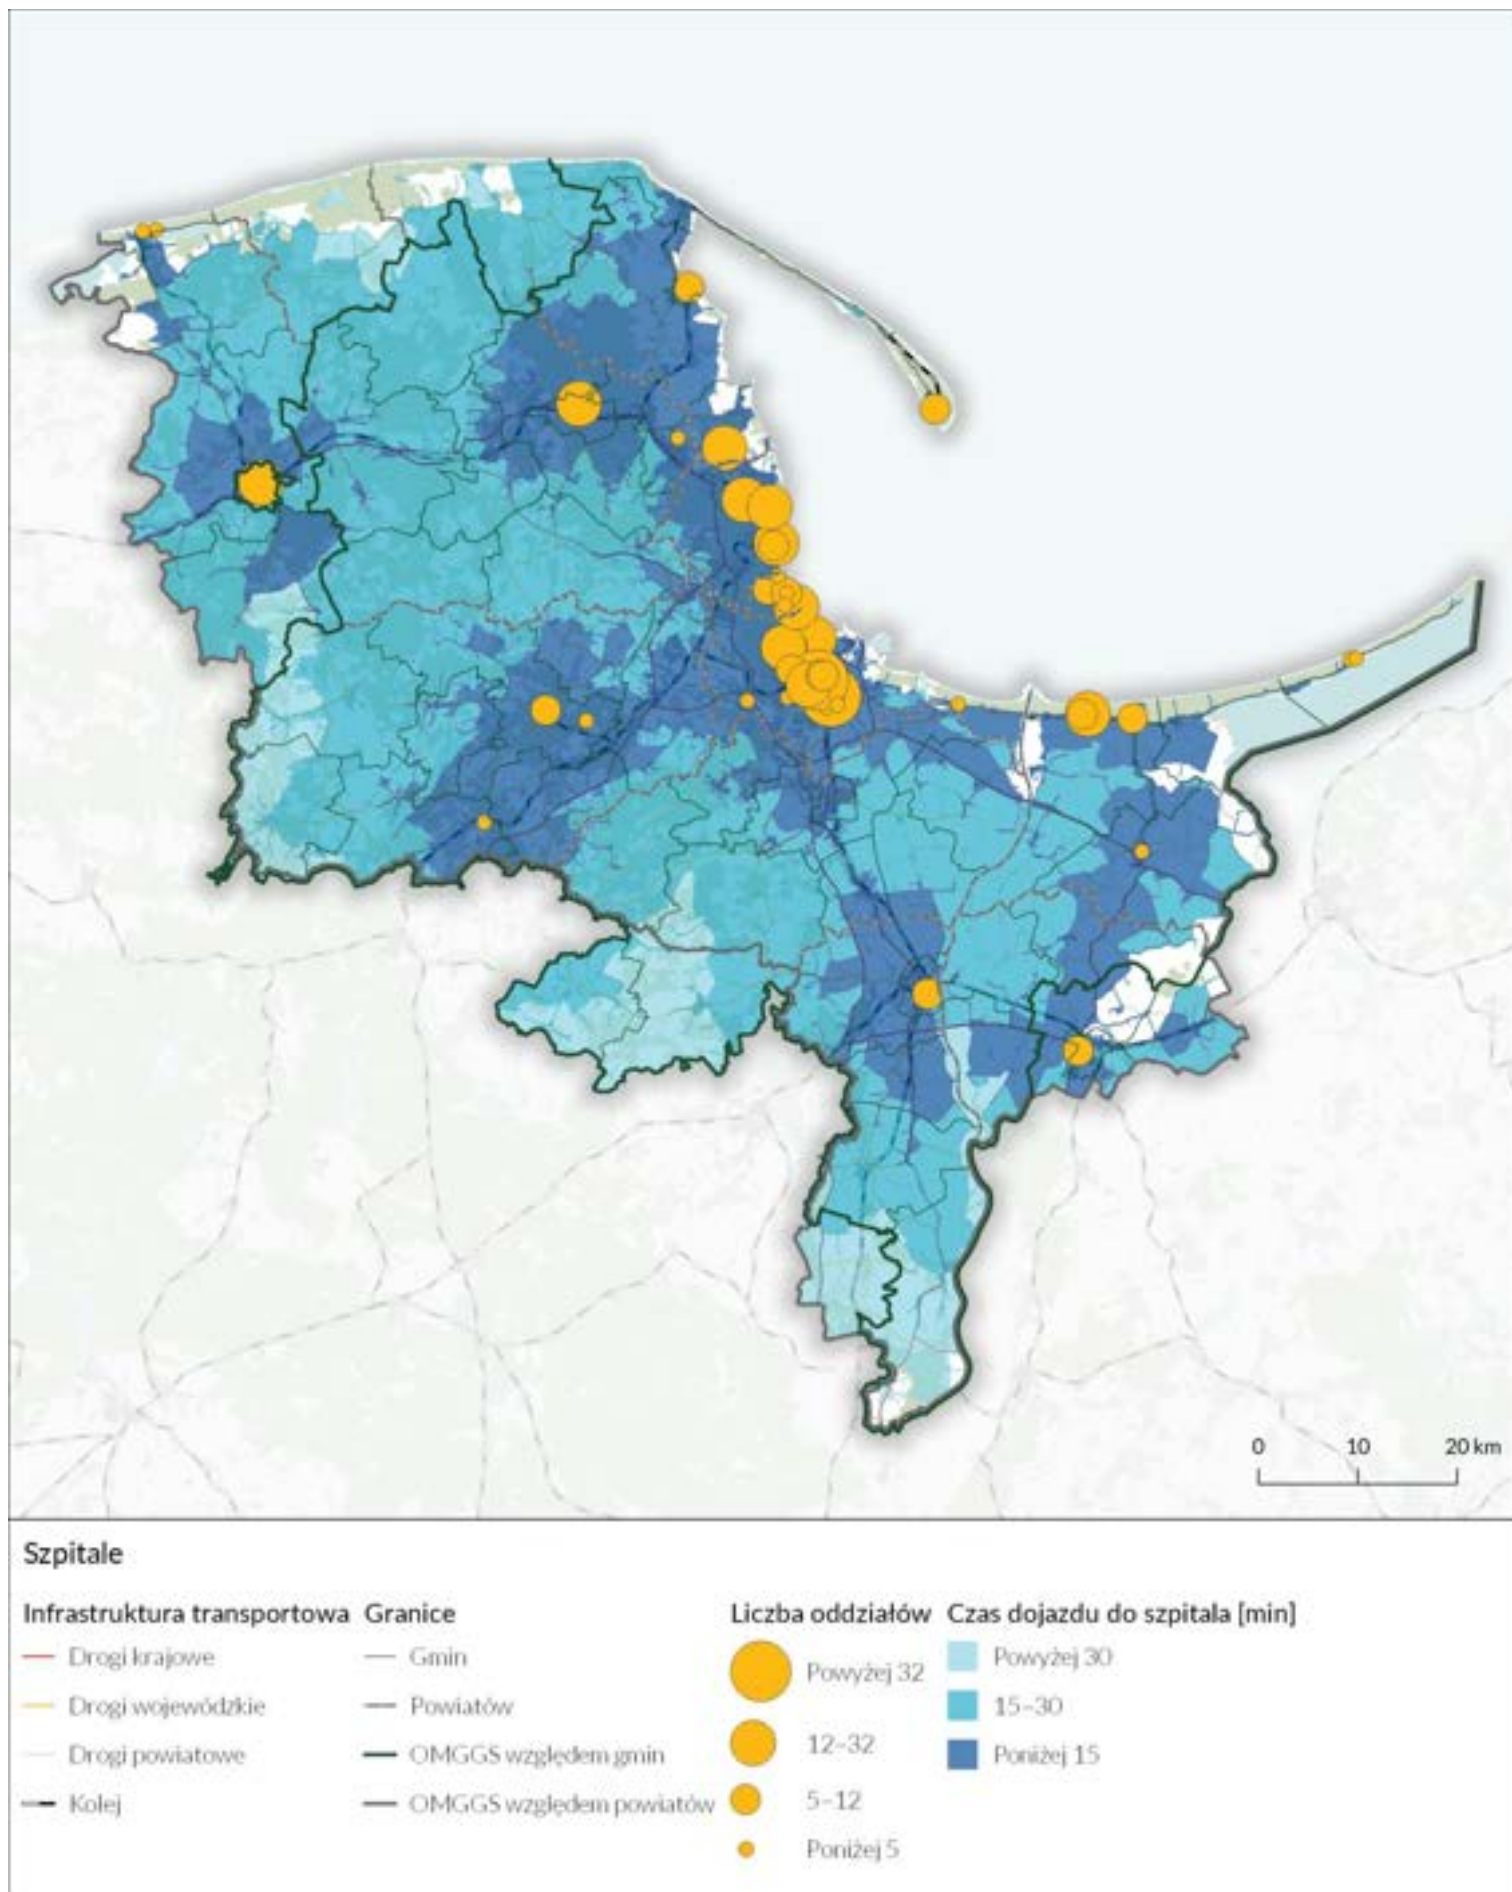 0 10 20 km
Szpitale
Infrastruktura transportowa
Drogi krajowe
Drogi wojewódzkie
Drogi powiatowe
Kolej
Granice
Gmin
Powiatów
OMGGS względem gmin
OMGGS względem powiatów
Liczba oddziałów
Powyżej 32
12–32
5–12
Poniżej 5
Czas dojazdu do szpitala [min]
Powyżej 30
15–30
Poniżej 15